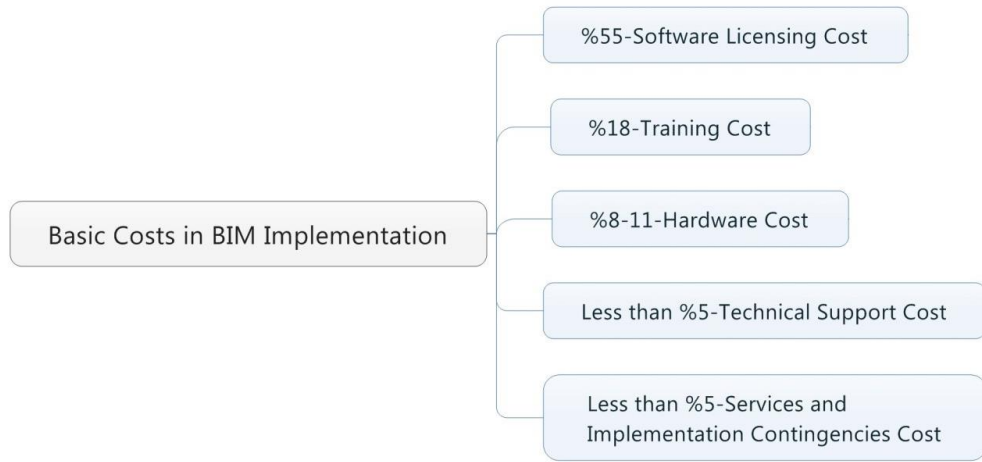 %55-Software Licensing Cost
%18-Training Cost
Basic Costs in BIM Implementation
%8-11-Hardware Cost
Less than %5-Technical Support Cost
Less than %5-Services and
Implementation Contingencies Cost